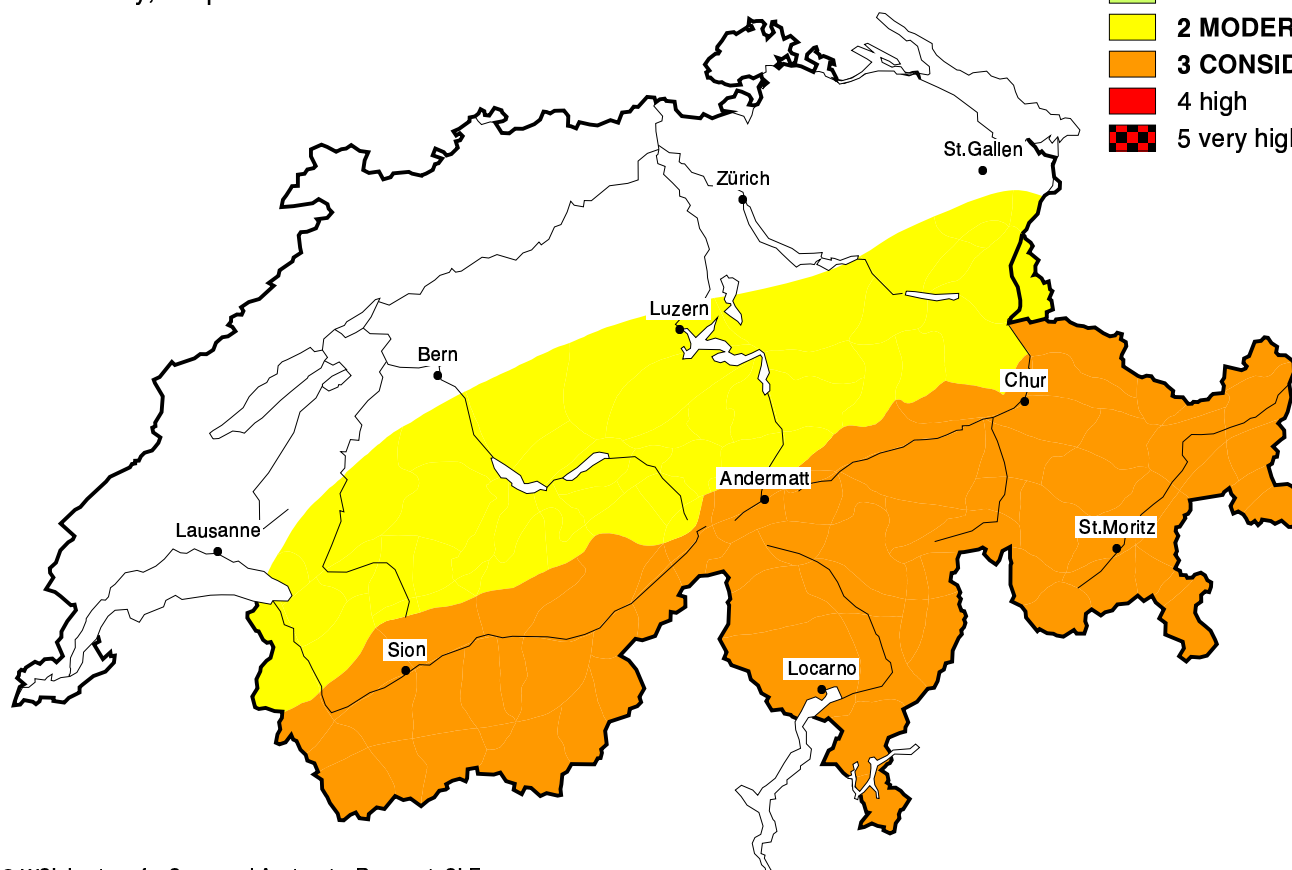 2 MODER
3 CONSID
4 high
5 very high
St.Gallen
Zürich
Luzern
Bern
Chur
Andermatt
Lausanne
St.Moritz
Sion
Locarno